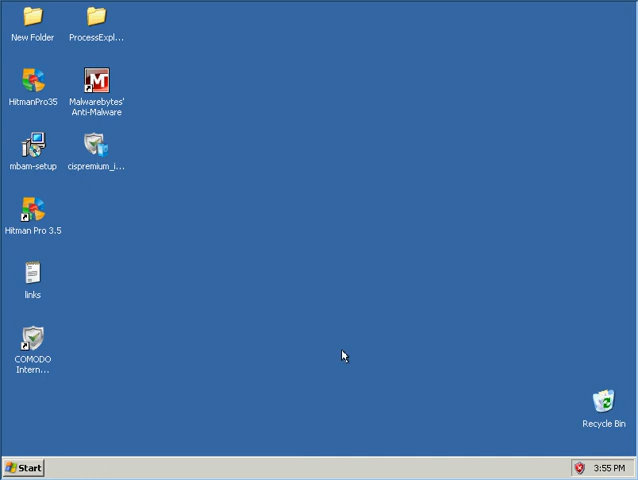 New Folder
ProcessExpl...
HitmanPro35
Malwarebytes'
Anti-Malware
mbam-setup
cispremium_i...
Hitman Pro 3.5
links
COMODO
Intern...
Recycle Bin
Start
3:55 PM